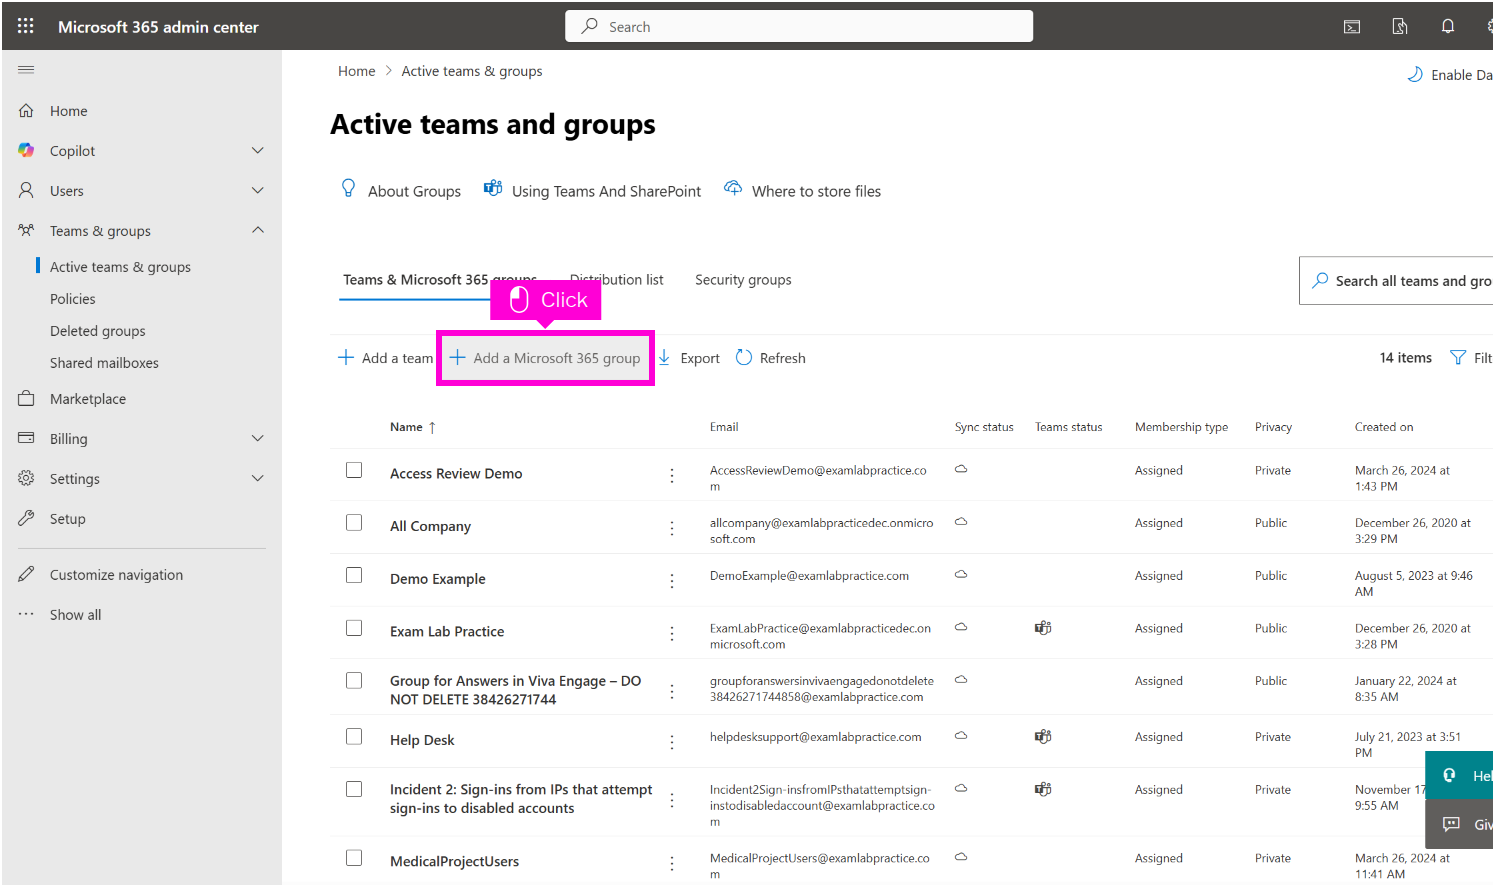 Microsoft 365 admin center
Search
Home > Active teams & groups
Enable Da
Home
Copilot
Users
Teams & groups
Active teams & groups
Policies
Deleted groups
Shared mailboxes
Marketplace
Billing
Settings
Setup
Customize navigation
Show all
Active teams and groups
About Groups
Using Teams And SharePoint
Where to store files
Teams & Microsoft 365 groups
Distribution list
Security groups
Search all teams and gro
Click
Add a team
Add a Microsoft 365 group
Export
Refresh
14 items
Filt
Name ↑ Email Sync status Teams status Membership type Privacy Created on
Access Review Demo AccessReviewDemo@examlabpractice.co Assigned Private March 26, 2024 at
m 1:43 PM
All Company allcompany@examlabpracticedec.onmicro Assigned Public December 26, 2020 at
soft.com 3:29 PM
Demo Example DemoExample@examlabpractice.com Assigned Public August 5, 2023 at 9:46
AM
Exam Lab Practice ExamLabPractice@examlabpracticedec.on Assigned Public December 26, 2020 at
microsoft.com 3:28 PM
Group for Answers in Viva Engage – DO groupforanswersinvivaengagedonotdelete Assigned Public January 22, 2024 at
NOT DELETE 38426271744 38426271744858@examlabpractice.com 8:35 AM
Help Desk helpdesksupport@examlabpractice.com Assigned Private July 21, 2023 at 3:51
PM
Incident 2: Sign-ins from IPs that attempt Incident2Sign-insfromIPsthatattemptsign- Assigned Private November 17
sign-ins to disabled accounts instodisabledaccount@examlabpractice.co 9:55 AM
m
MedicalProjectUsers MedicalProjectUsers@examlabpractice.co Assigned Private March 26, 2024 at
m 11:41 AM
Hel
Giv